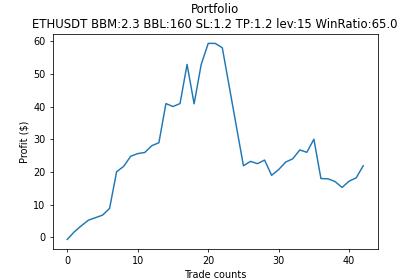 Portfolio
ETHUSDT BBM:2.3 BBL:160 SL:1.2 TP:1.2 lev:15 WinRatio:65.0
60
50
40
30
20
10
0
Profit ($)
0 10 20 30 40
Trade counts